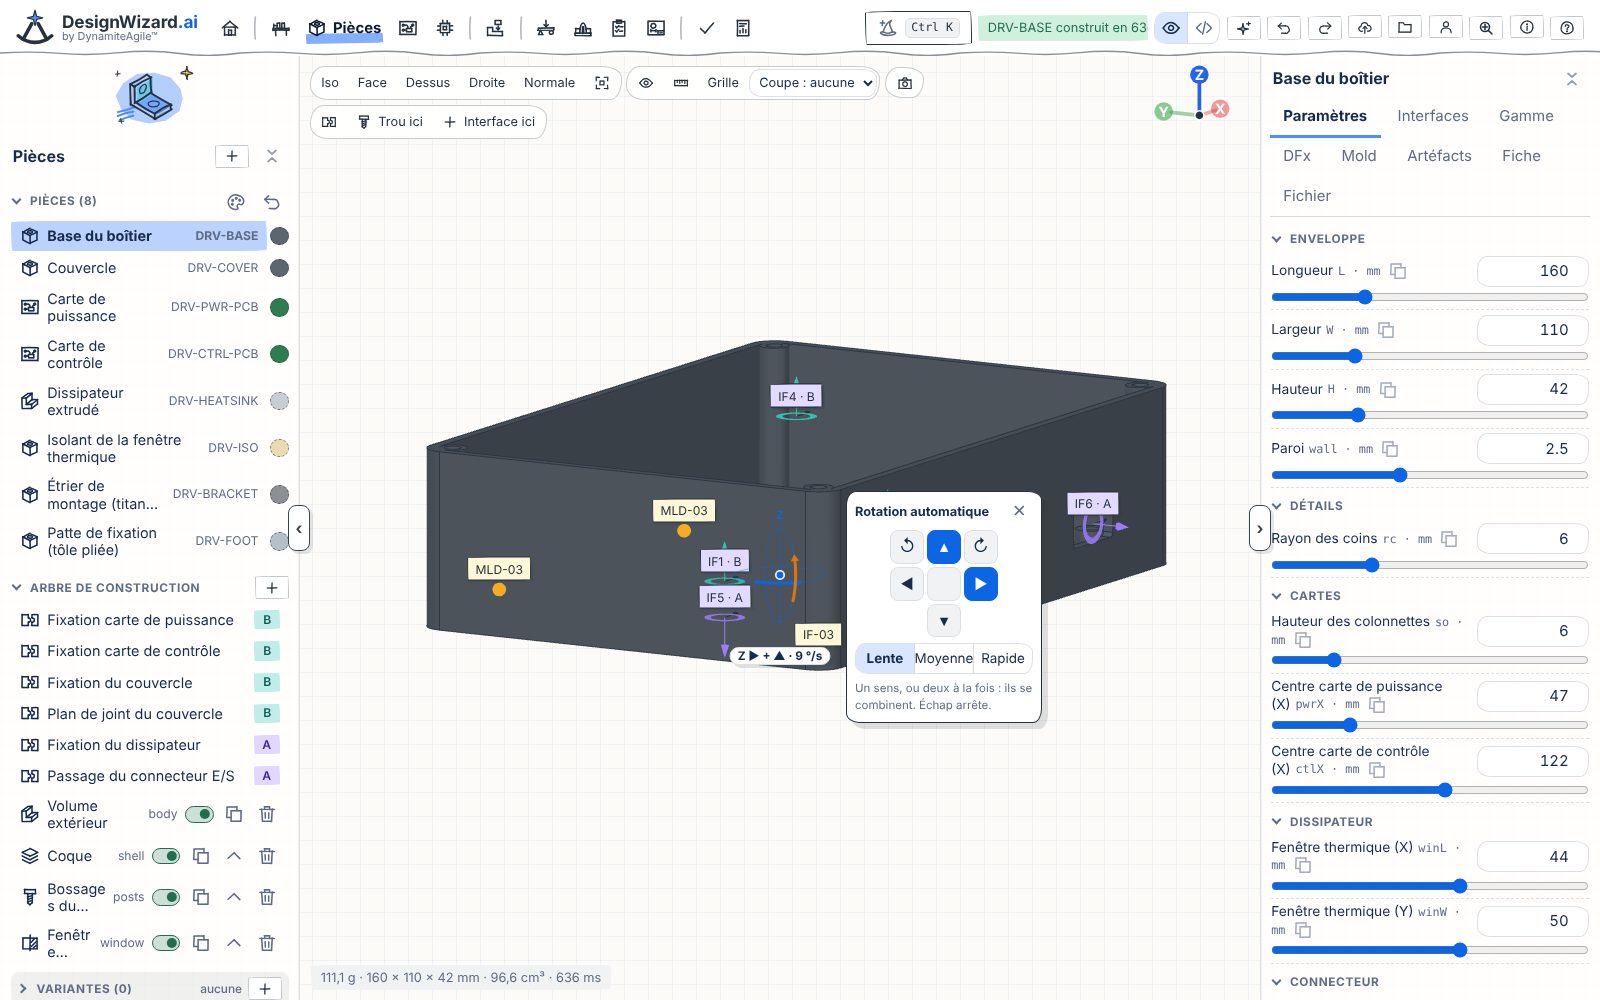 DesignWizard.ai
by DynamiteAgile™
Pièces
Ctrl K
DRV-BASE construit en 63
Iso
Face
Dessus
Droite
Normale
Grille
Coupe : aucune
Trou ici
Interface ici
Z
Y
X
Pièces
PIÈCES (8)
Base du boîtier DRV-BASE
Couvercle DRV-COVER
Carte de
puissance DRV-PWR-PCB
Carte de
contrôle DRV-CTRL-PCB
Dissipateur
extrudé DRV-HEATSINK
Isolant de la fenêtre
thermique DRV-ISO
Étrier de
montage (titan... DRV-BRACKET
Patte de fixation
(tôle pliée) DRV-FOOT
ARBRE DE CONSTRUCTION
Fixation carte de puissance B
Fixation carte de contrôle B
Fixation du couvercle B
Plan de joint du couvercle B
Fixation du dissipateur A
Passage du connecteur E/S A
Volume
extérieur body
Coque shell
Bossage
s du... posts
Fenêtr
e... window
VARIANTES (0) aucune
IF4 · B
MLD-03
MLD-03
Z
IF1 · B
IF5 · A
IF-03
Z ▶ + ▲ · 9 °/s
IF6 · A
Rotation automatique
Lente
Moyenne
Rapide
Un sens, ou deux à la fois : ils se
combinent. Échap arrête.
111,1 g · 160 × 110 × 42 mm · 96,6 cm³ · 636 ms
Base du boîtier
Paramètres
Interfaces
Gamme
DFx
Mold
Artéfacts
Fiche
Fichier
ENVELOPPE
Longueur L · mm 160
Largeur W · mm 110
Hauteur H · mm 42
Paroi wall · mm 2.5
DÉTAILS
Rayon des coins rc · mm 6
CARTES
Hauteur des colonnettes so ·
mm 6
Centre carte de puissance
(X) pwrX · mm 47
Centre carte de contrôle
(X) ctlX · mm 122
DISSIPATEUR
Fenêtre thermique (X) winL ·
mm 44
Fenêtre thermique (Y) winW ·
mm 50
CONNECTEUR